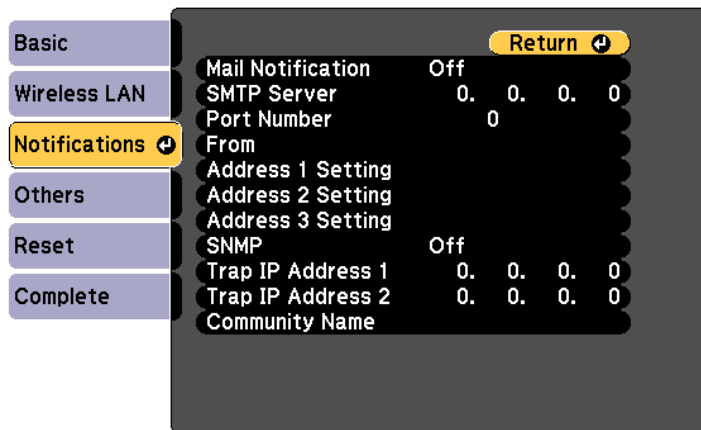 Basic
Wireless LAN
Notifications
Others
Reset
Complete
Return
Mail Notification Off
SMTP Server 0. 0. 0. 0
Port Number 0
From
Address 1 Setting
Address 2 Setting
Address 3 Setting
SNMP Off
Trap IP Address 1 0. 0. 0. 0
Trap IP Address 2 0. 0. 0. 0
Community Name